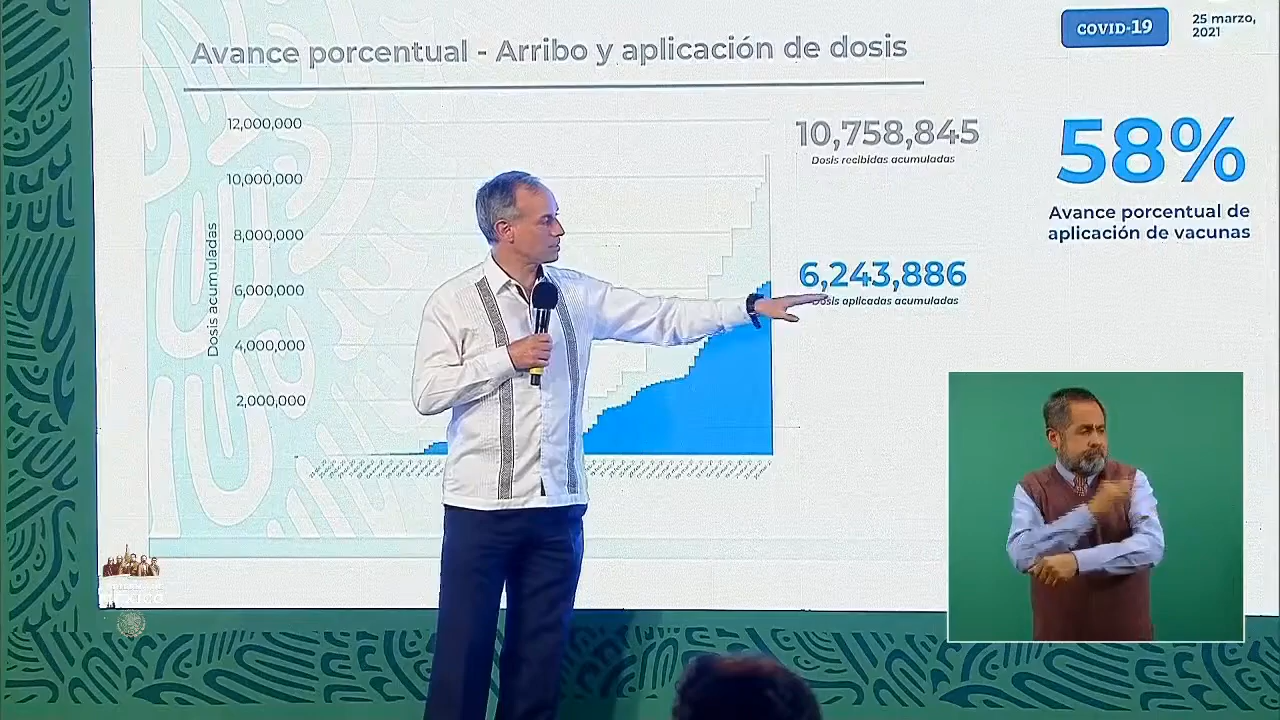 Avance porcentual - Arribo y aplicación de dosis
COVID-19
25 marzo,
2021
12,000,000
10,000,000
8,000,000
6,000,000
4,000,000
2,000,000
Dosis acumuladas
10,758,845
Dosis recibidas acumuladas
6,243,886
Dosis aplicadas acumuladas
58%
Avance porcentual de
aplicación de vacunas
MÉXICO